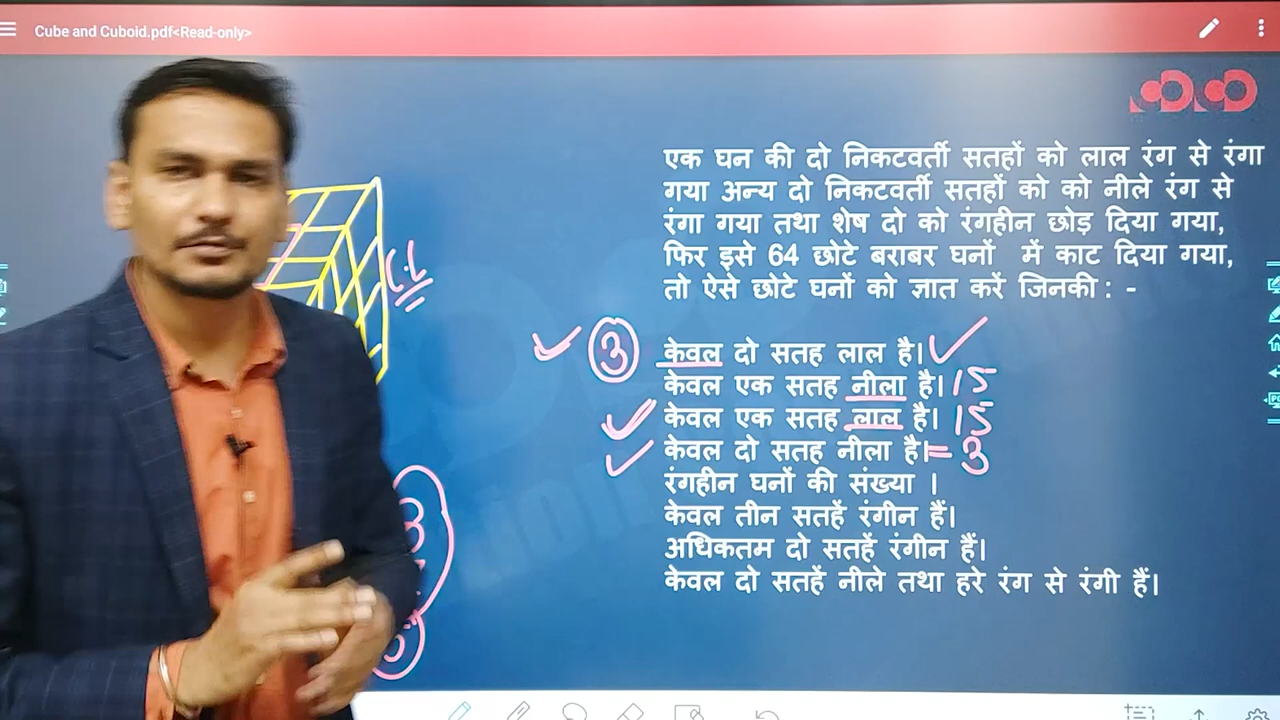 Cube and Cuboid.pdf<Read-only>
एक घन की दो निकटवर्ती सतहों को लाल रंग से रंगा
गया अन्य दो निकटवर्ती सतहों को को नीले रंग से
रंगा गया तथा शेष दो को रंगहीन छोड़ दिया गया,
फिर इसे 64 छोटे बराबर घनों में काट दिया गया,
तो ऐसे छोटे घनों को ज्ञात करें जिनकी : -
3 केवल दो सतह लाल है।
केवल एक सतह नीला है। 15
केवल एक सतह लाल है। 15
केवल दो सतह नीला है। = 3
रंगहीन घनों की संख्या ।
केवल तीन सतहें रंगीन हैं।
अधिकतम दो सतहें रंगीन हैं।
केवल दो सतहें नीले तथा हरे रंग से रंगी हैं।